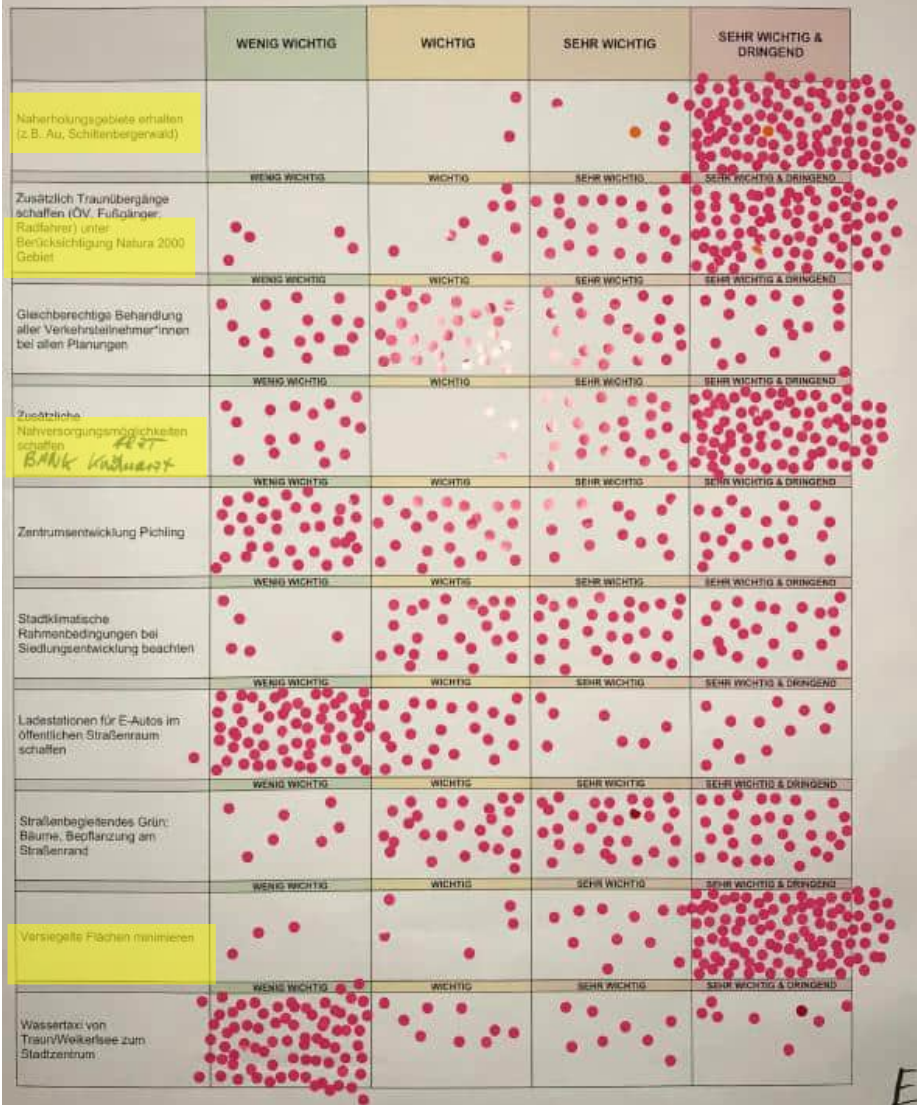 WENIG WICHTIG WICHTIG SEHR WICHTIG SEHR WICHTIG &
DRINGEND
Naherholungsgebiete erhalten
(z.B. Au, Schiltenbergerwald)
WENIG WICHTIG WICHTIG SEHR WICHTIG SEHR WICHTIG & DRINGEND
Zusätzlich Traunübergänge
schaffen (ÖV, Fußgänger,
Radfahrer) unter
Berücksichtigung Natura 2000
Gebiet
WENIG WICHTIG WICHTIG SEHR WICHTIG SEHR WICHTIG & DRINGEND
Gleichberechtige Behandlung
aller Verkehrsteilnehmer*innen
bei allen Planungen
WENIG WICHTIG WICHTIG SEHR WICHTIG SEHR WICHTIG & DRINGEND
Zusätzliche
Nahversorgungsmöglichkeiten
schaffen
BANK
WENIG WICHTIG WICHTIG SEHR WICHTIG SEHR WICHTIG & DRINGEND
Zentrumsentwicklung Pichling
WENIG WICHTIG WICHTIG SEHR WICHTIG SEHR WICHTIG & DRINGEND
Stadtklimatische
Rahmenbedingungen bei
Siedlungsentwicklung beachten
WENIG WICHTIG WICHTIG SEHR WICHTIG SEHR WICHTIG & DRINGEND
Ladestationen für E-Autos im
öffentlichen Straßenraum
schaffen
WENIG WICHTIG WICHTIG SEHR WICHTIG SEHR WICHTIG & DRINGEND
Straßenbegleitendes Grün:
Bäume, Bepflanzung am
Straßenrand
WENIG WICHTIG WICHTIG SEHR WICHTIG SEHR WICHTIG & DRINGEND
Versiegelte Flächen minimieren
WENIG WICHTIG WICHTIG SEHR WICHTIG SEHR WICHTIG & DRINGEND
Wassertaxi von
Traun/Weikerlsee zum
Stadtzentrum